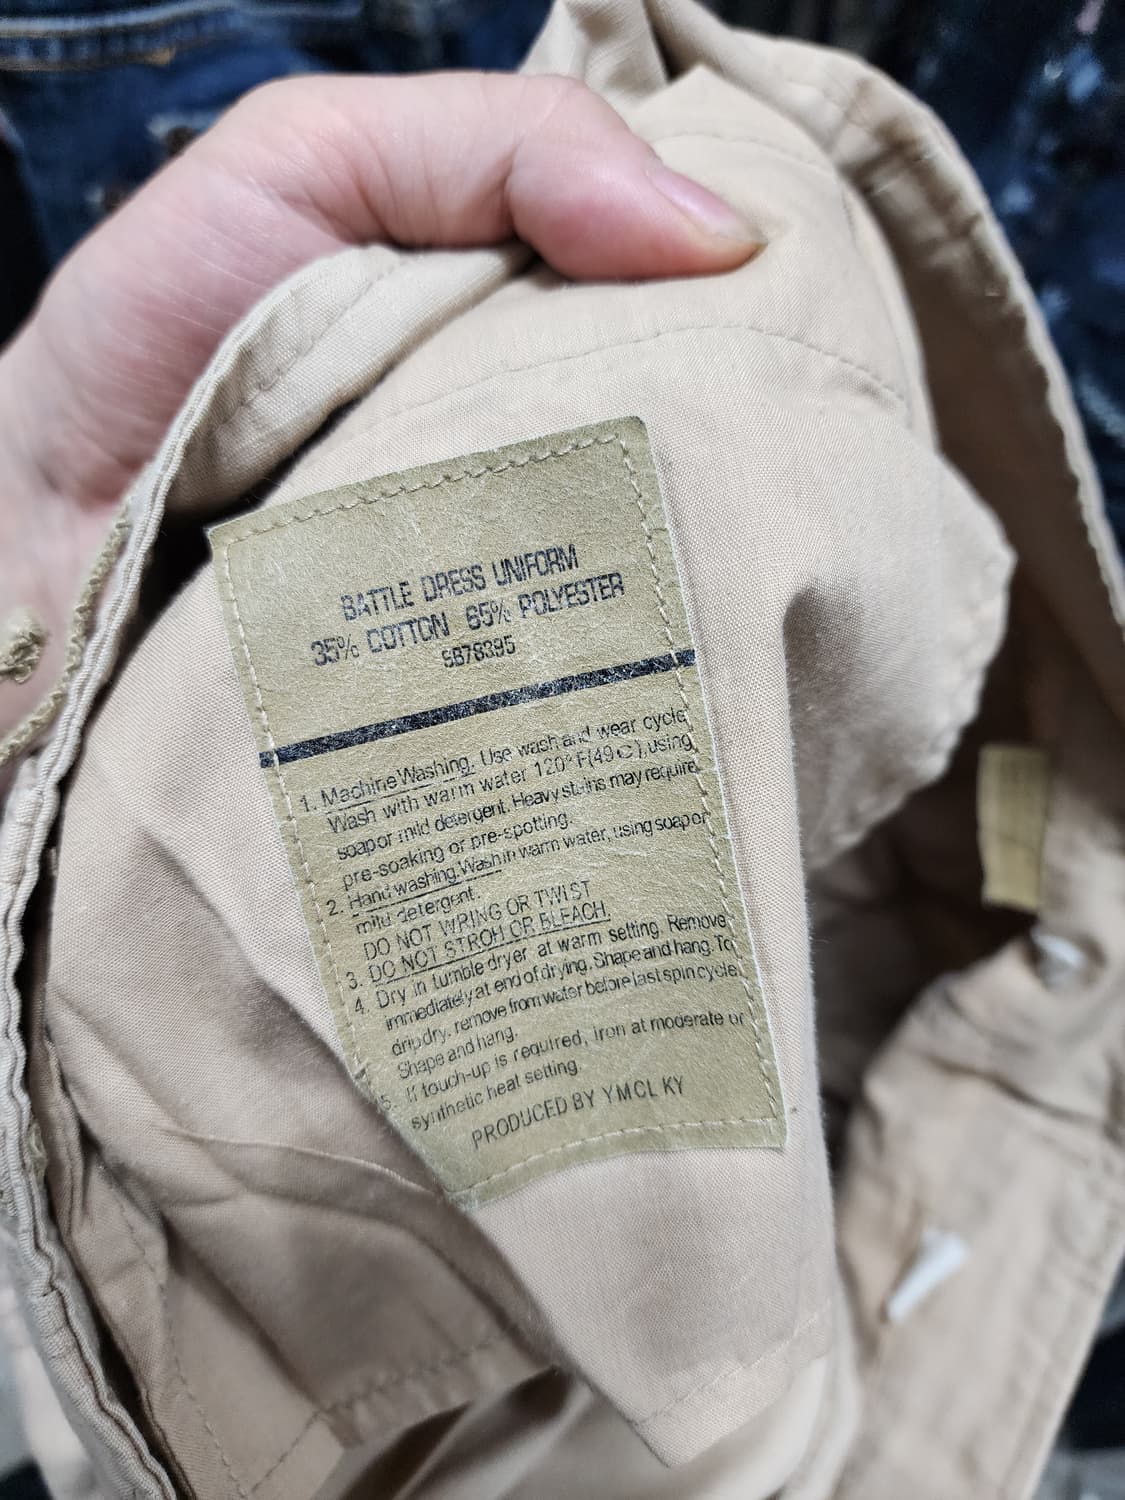 BATTLE DRESS UNIFORM
35% COTTON 65% POLYESTER
5878395
1. Machine Washing. Use wash and wear cycle,
Wash with warm water 120°F(49C), using
soap or mild detergent. Heavy stains may require
pre-soaking or pre-spotting.
2. Hand washing. Wash in warm water, using soap or
mild detergent.
DO NOT WRING OR TWIST
3. DO NOT STROH OR BLEACH.
4. Dry in tumble dryer at warm setting. Remove
immediately at end of drying. Shape and hang. To
drip dry, remove from water before last spin cycle.
Shape and hang.
5. If touch-up is required, iron at moderate or
synthetic heat setting.
PRODUCED BY YMCL KY